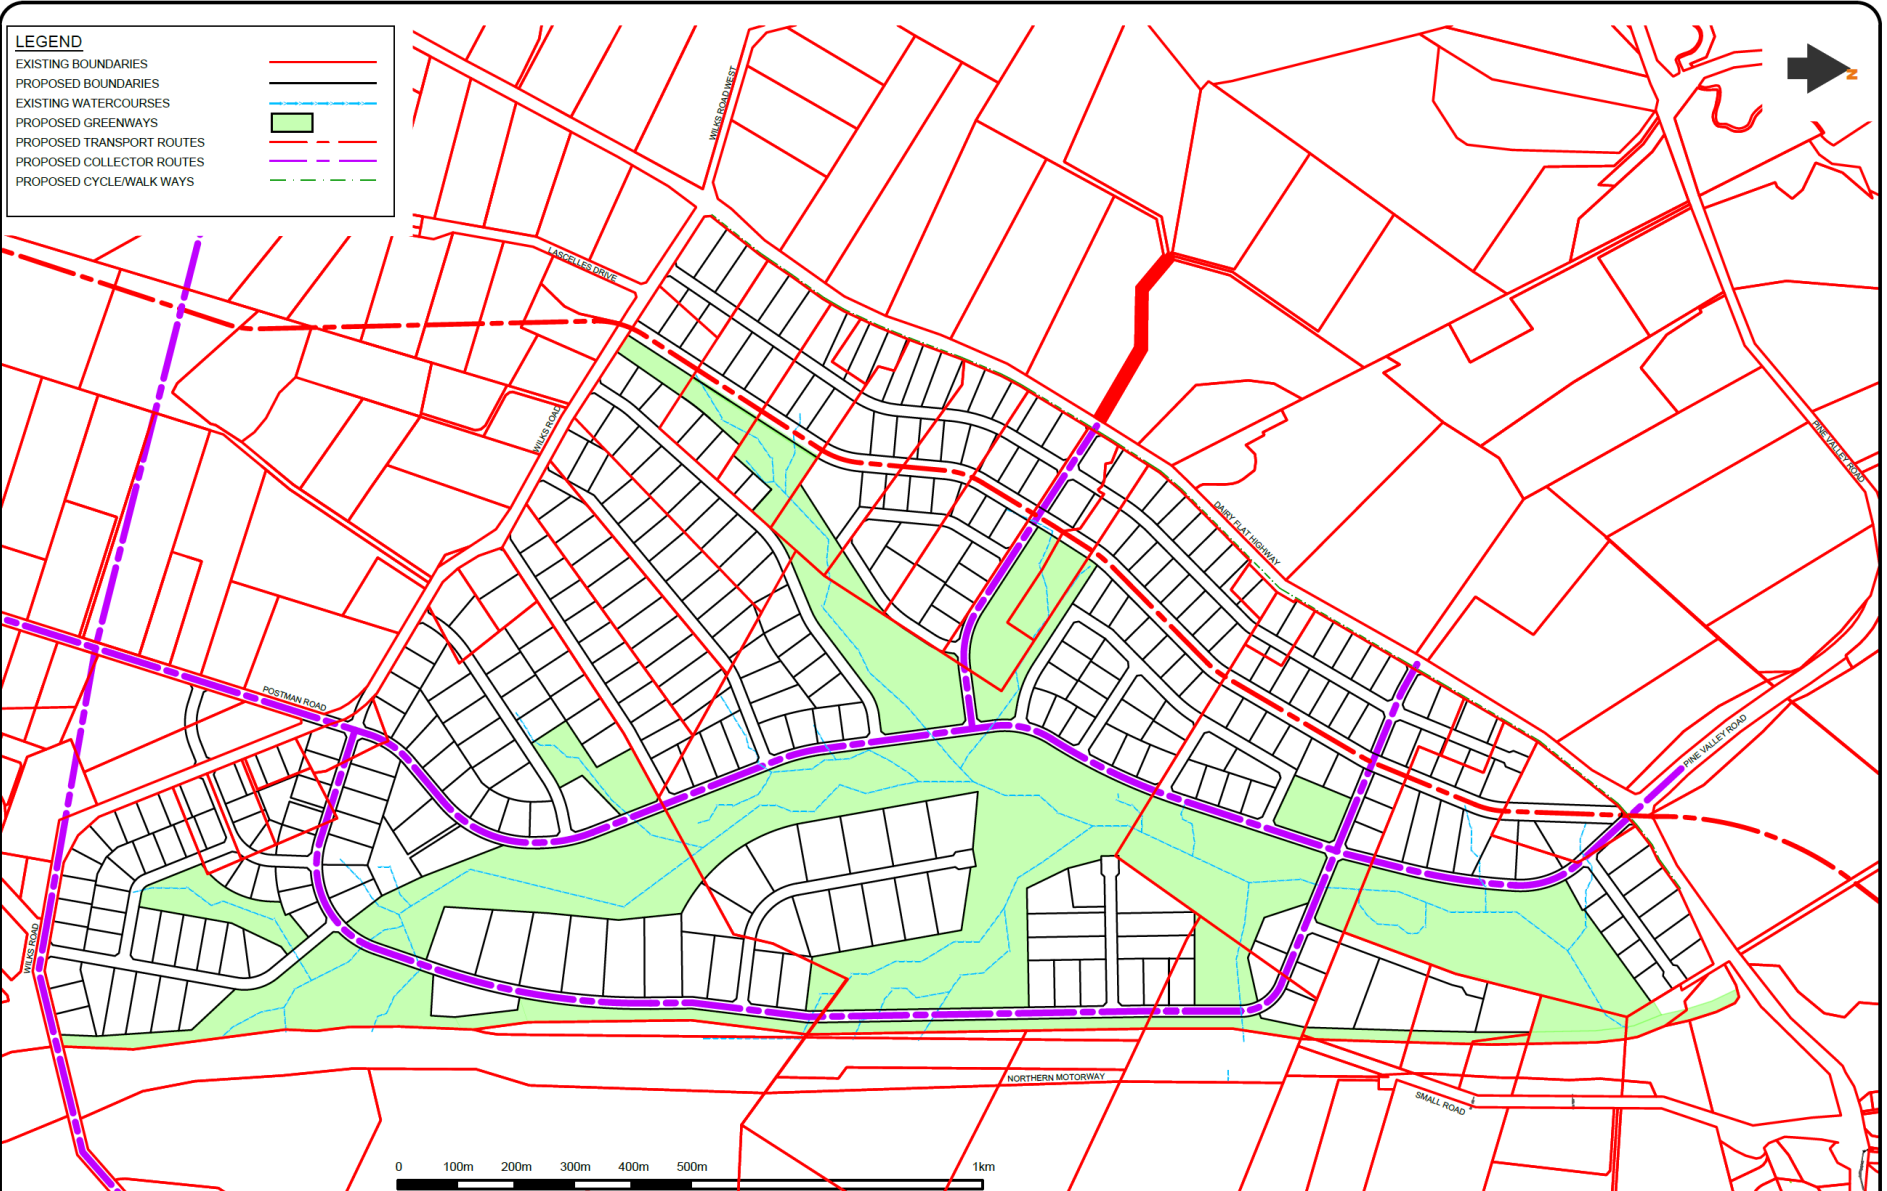 LEGEND
EXISTING BOUNDARIES
PROPOSED BOUNDARIES
EXISTING WATERCOURSES
PROPOSED GREENWAYS
PROPOSED TRANSPORT ROUTES
PROPOSED COLLECTOR ROUTES
PROPOSED CYCLE/WALK WAYS
N
WILKS ROAD WEST
LASCELLES DRIVE
WILKS ROAD
PINE VALLEY ROAD
DAIRY FLAT HIGHWAY
POSTMAN ROAD
PINE VALLEY ROAD
WILKS ROAD
NORTHERN MOTORWAY
SMALL ROAD
0 100m 200m 300m 400m 500m 1km